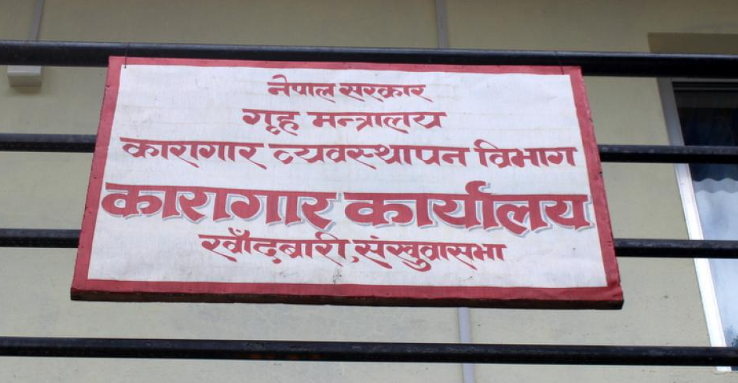 नेपाल सरकार
गृह मन्त्रालय
कारागार व्यवस्थापन विभाग
कारागार कार्यालय
खाँदबारी, संखुवासभा